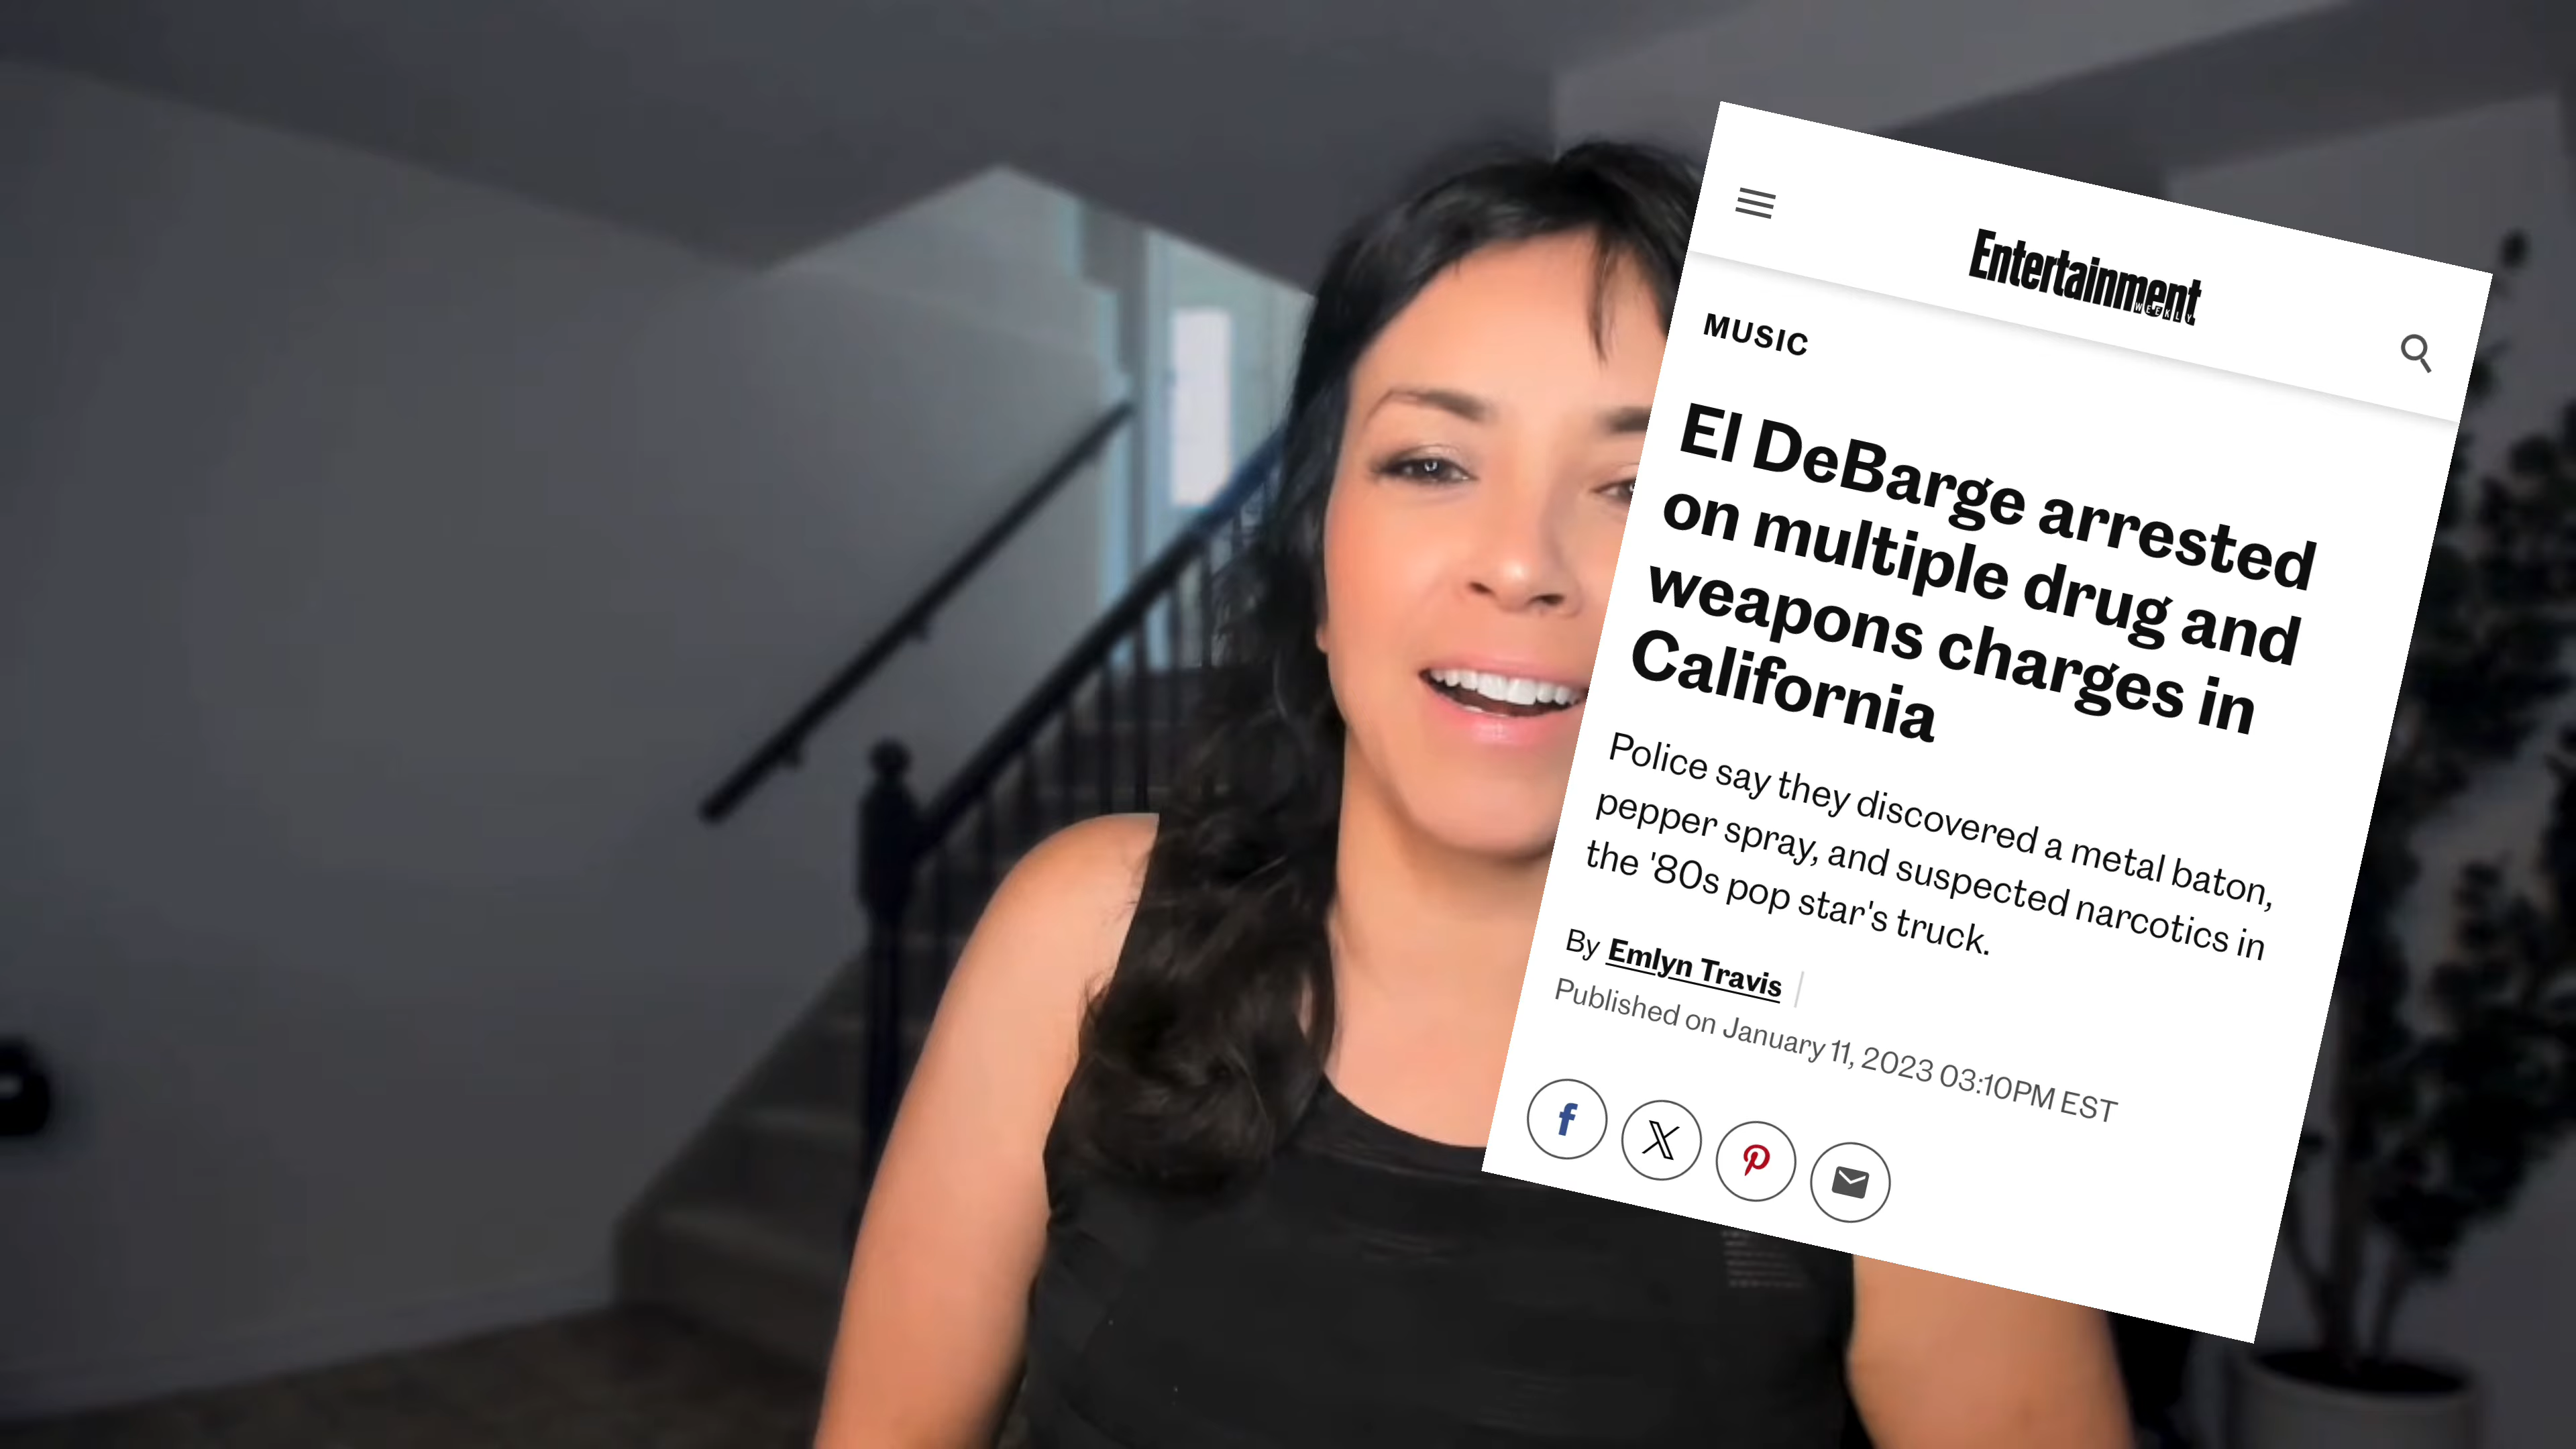 Entertainment
WEEKLY
MUSIC
El DeBarge arrested
on multiple drug and
weapons charges in
California
Police say they discovered a metal baton,
pepper spray, and suspected narcotics in
the '80s pop star's truck.
By Emlyn Travis
Published on January 11, 2023 03:10PM EST